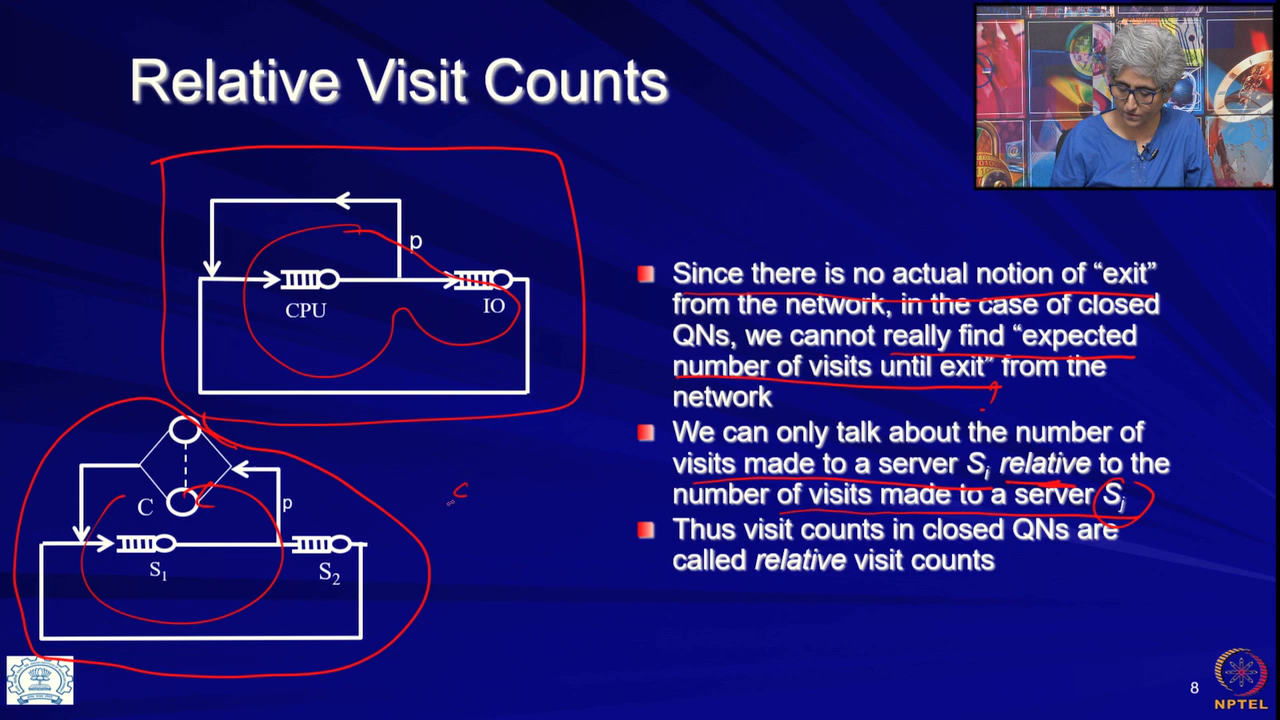 Relative Visit Counts
p
CPU
IO
C
p
S1
S2
Since there is no actual notion of “exit”
from the network, in the case of closed
QNs, we cannot really find “expected
number of visits until exit” from the
network
?
We can only talk about the number of
visits made to a server Si relative to the
number of visits made to a server Sj
Thus visit counts in closed QNs are
called relative visit counts
c
8
NPTEL